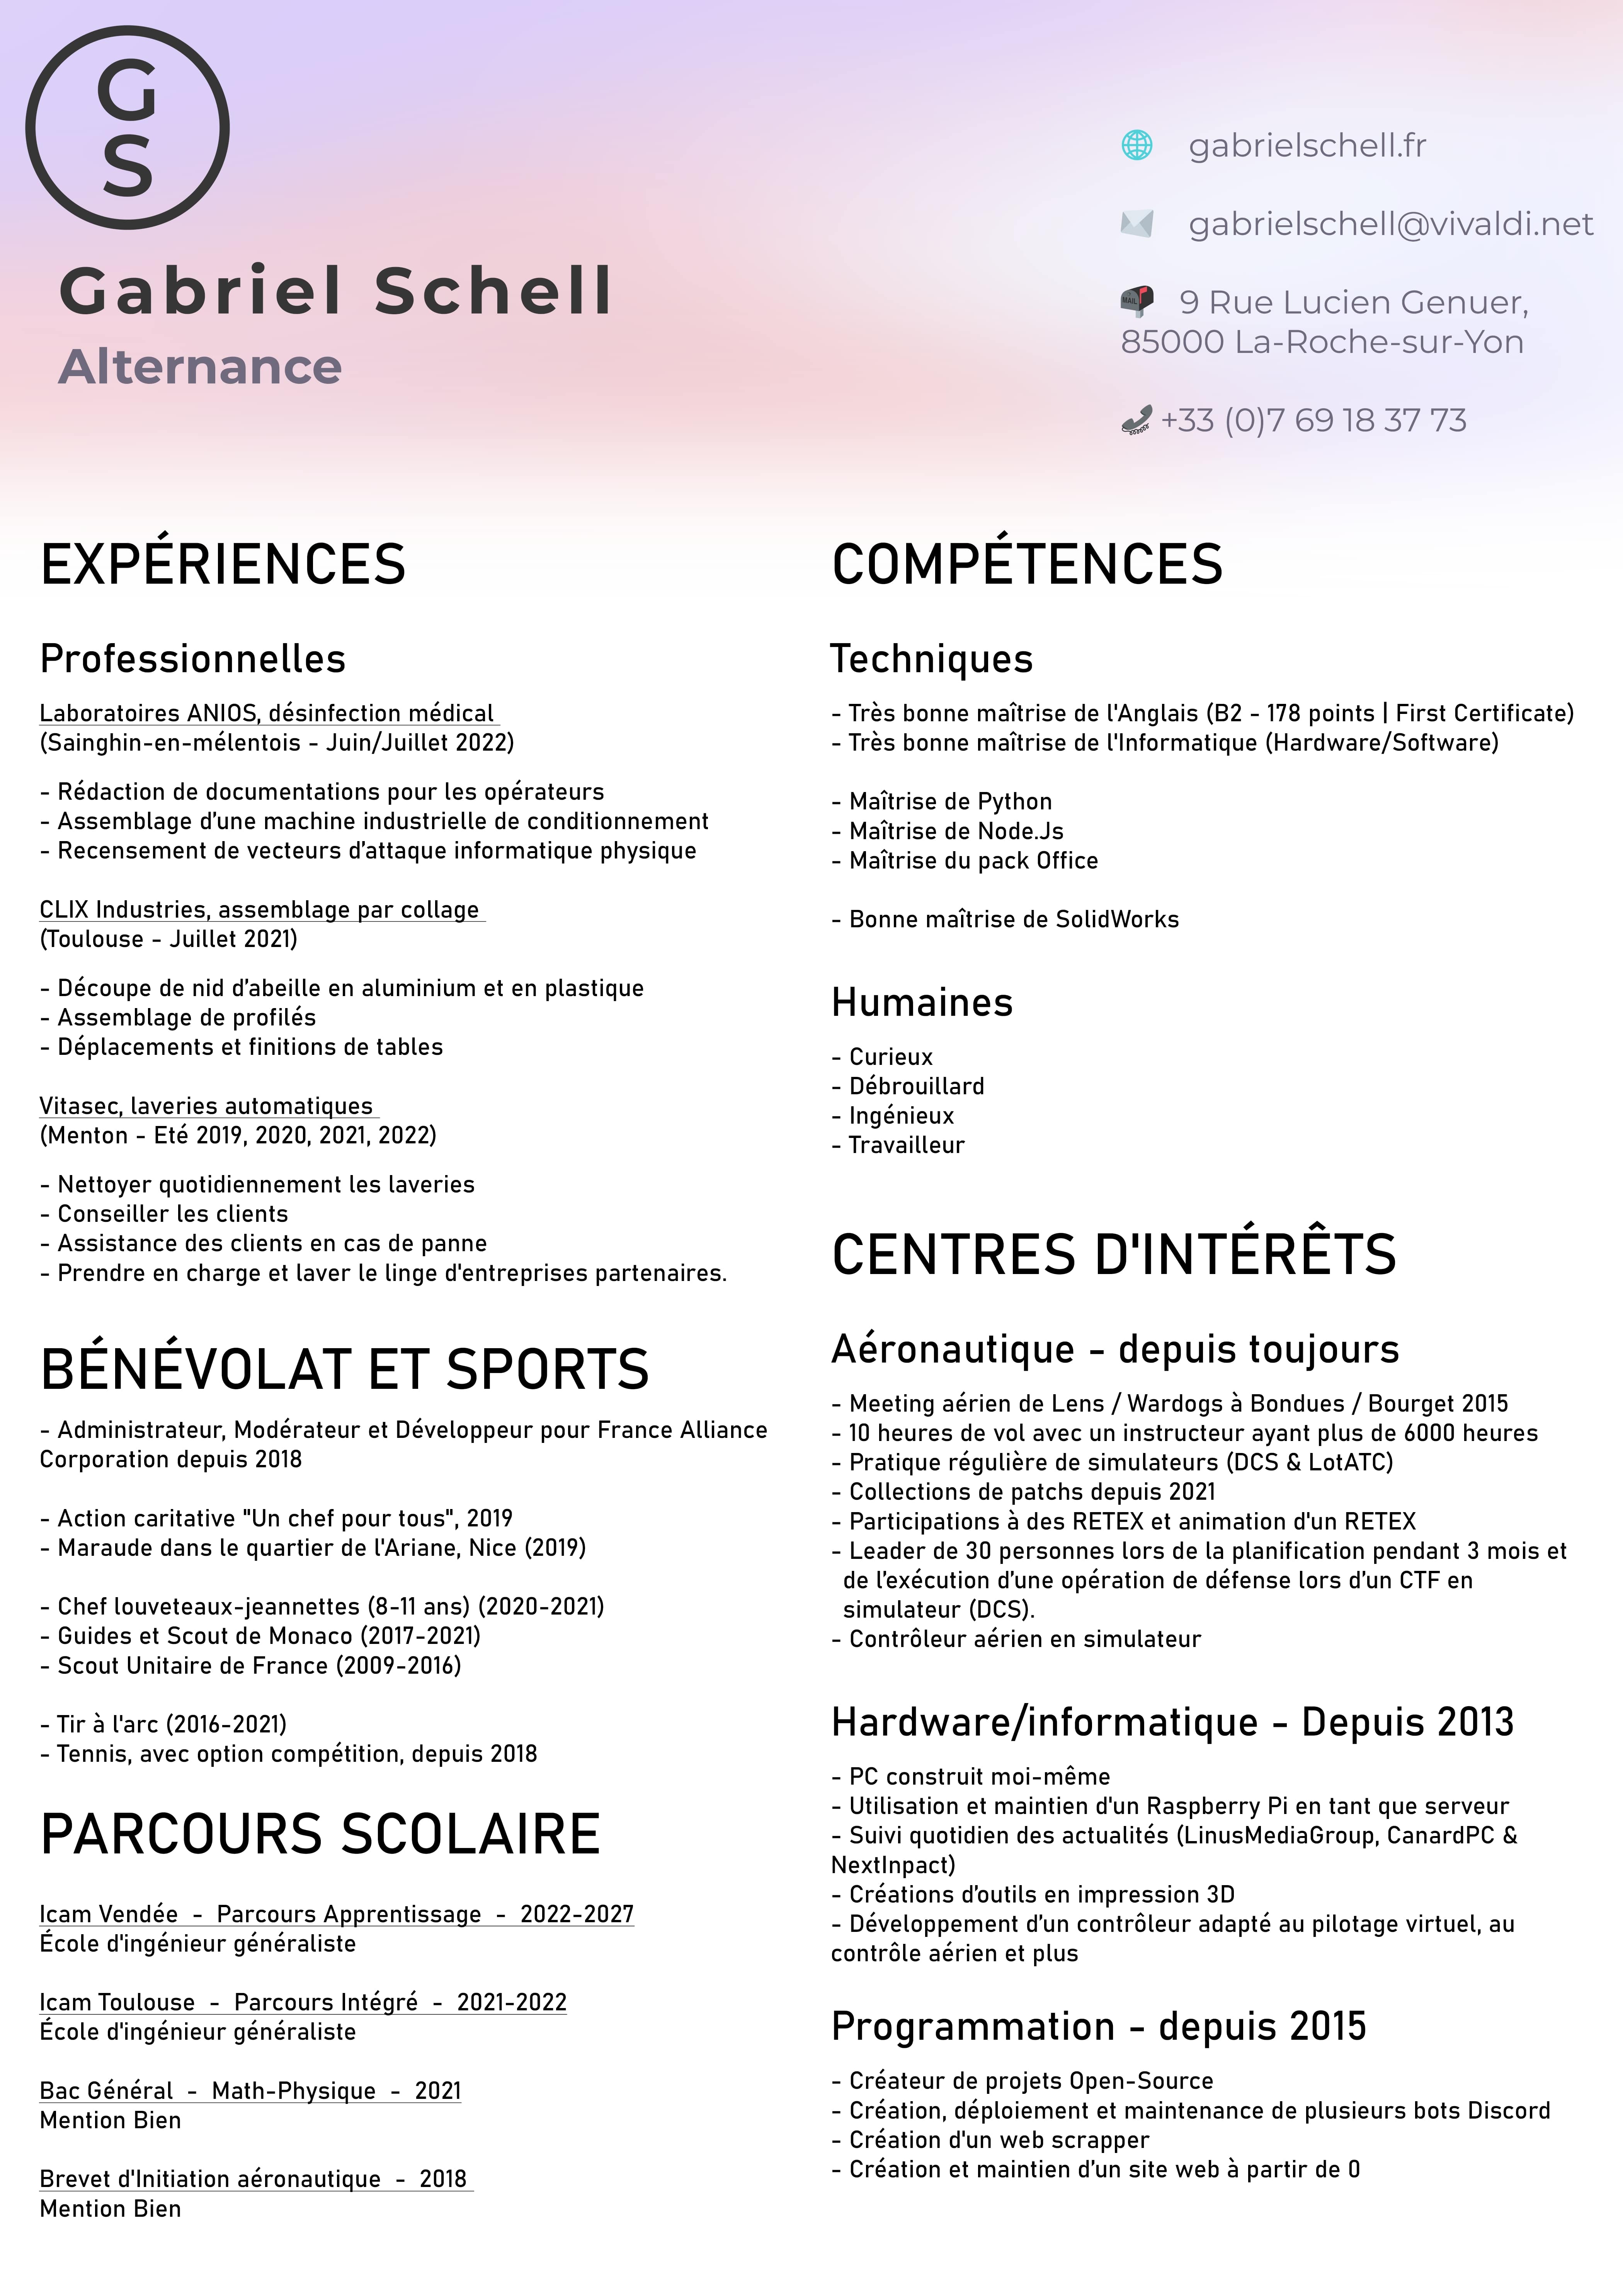 G
S
Gabriel Schell
Alternance
gabrielschell.fr
gabrielschell@vivaldi.net
MAIL
9 Rue Lucien Genuer,
85000 La-Roche-sur-Yon
+33 (0)7 69 18 37 73
EXPÉRIENCES
Professionnelles
Laboratoires ANIOS, désinfection médical
(Sainghin-en-mélentois - Juin/Juillet 2022)
- Rédaction de documentations pour les opérateurs
- Assemblage d’une machine industrielle de conditionnement
- Recensement de vecteurs d’attaque informatique physique
CLIX Industries, assemblage par collage
(Toulouse - Juillet 2021)
- Découpe de nid d’abeille en aluminium et en plastique
- Assemblage de profilés
- Déplacements et finitions de tables
Vitasec, laveries automatiques
(Menton - Eté 2019, 2020, 2021, 2022)
- Nettoyer quotidiennement les laveries
- Conseiller les clients
- Assistance des clients en cas de panne
- Prendre en charge et laver le linge d'entreprises partenaires.
BÉNÉVOLAT ET SPORTS
- Administrateur, Modérateur et Développeur pour France Alliance
Corporation depuis 2018
- Action caritative "Un chef pour tous", 2019
- Maraude dans le quartier de l'Ariane, Nice (2019)
- Chef louveteaux-jeannettes (8-11 ans) (2020-2021)
- Guides et Scout de Monaco (2017-2021)
- Scout Unitaire de France (2009-2016)
- Tir à l'arc (2016-2021)
- Tennis, avec option compétition, depuis 2018
PARCOURS SCOLAIRE
Icam Vendée - Parcours Apprentissage - 2022-2027
École d'ingénieur généraliste
Icam Toulouse - Parcours Intégré - 2021-2022
École d'ingénieur généraliste
Bac Général - Math-Physique - 2021
Mention Bien
Brevet d'Initiation aéronautique - 2018
Mention Bien
COMPÉTENCES
Techniques
- Très bonne maîtrise de l'Anglais (B2 - 178 points | First Certificate)
- Très bonne maîtrise de l'Informatique (Hardware/Software)
- Maîtrise de Python
- Maîtrise de Node.Js
- Maîtrise du pack Office
- Bonne maîtrise de SolidWorks
Humaines
- Curieux
- Débrouillard
- Ingénieux
- Travailleur
CENTRES D'INTÉRÊTS
Aéronautique - depuis toujours
- Meeting aérien de Lens / Wardogs à Bondues / Bourget 2015
- 10 heures de vol avec un instructeur ayant plus de 6000 heures
- Pratique régulière de simulateurs (DCS & LotATC)
- Collections de patchs depuis 2021
- Participations à des RETEX et animation d'un RETEX
- Leader de 30 personnes lors de la planification pendant 3 mois et
de l’exécution d’une opération de défense lors d’un CTF en
simulateur (DCS).
- Contrôleur aérien en simulateur
Hardware/informatique - Depuis 2013
- PC construit moi-même
- Utilisation et maintien d'un Raspberry Pi en tant que serveur
- Suivi quotidien des actualités (LinusMediaGroup, CanardPC &
NextInpact)
- Créations d’outils en impression 3D
- Développement d’un contrôleur adapté au pilotage virtuel, au
contrôle aérien et plus
Programmation - depuis 2015
- Créateur de projets Open-Source
- Création, déploiement et maintenance de plusieurs bots Discord
- Création d'un web scrapper
- Création et maintien d’un site web à partir de 0